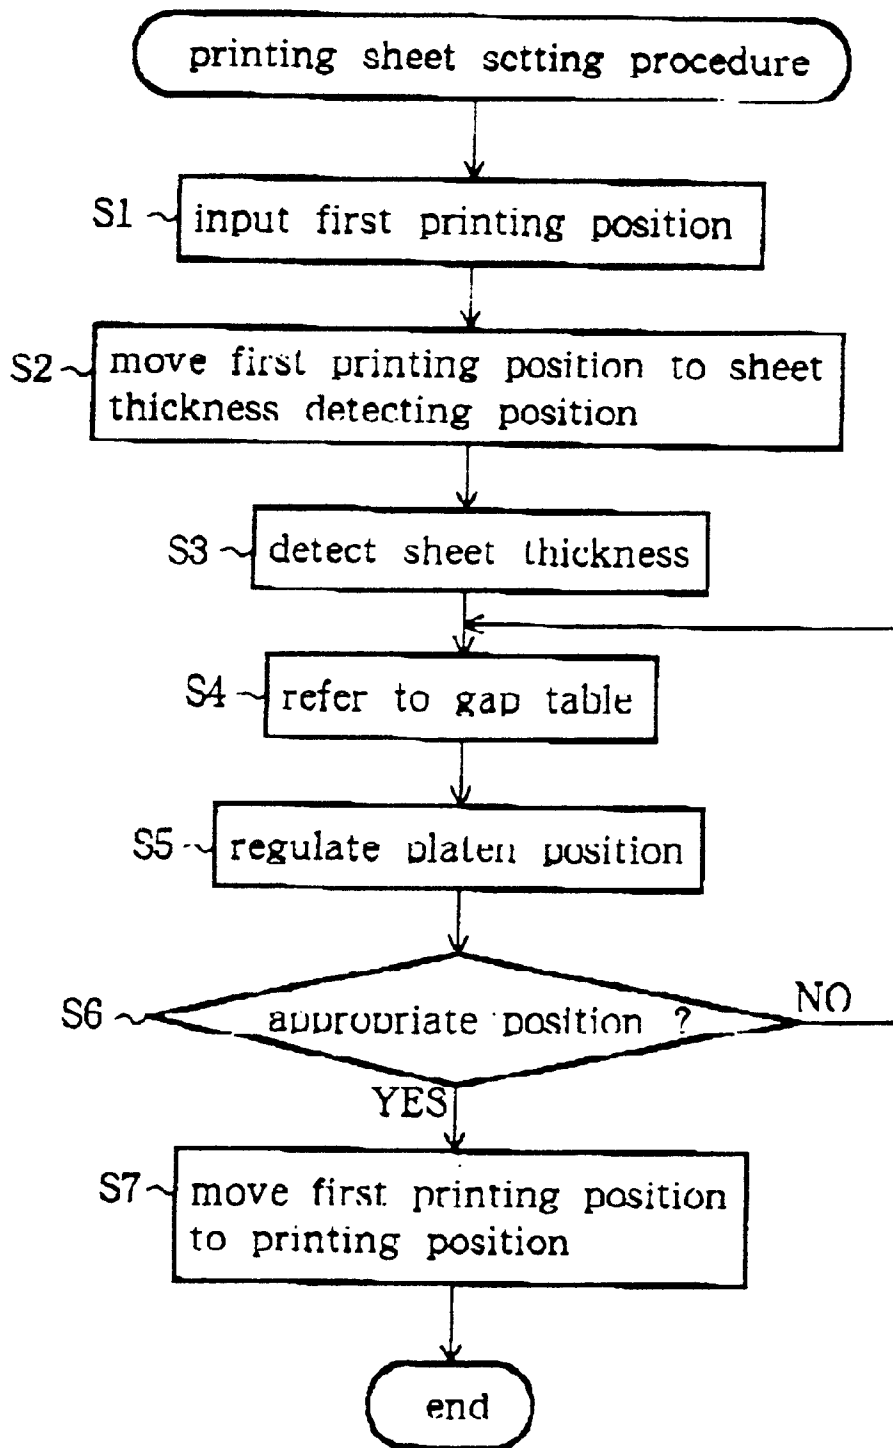 printing sheet setting procedure
S1 input first printing position
S2 move first printing position to sheet
thickness detecting position
S3 detect sheet thickness
S4 refer to gap table
S5 regulate platen position
S6 appropriate position ?
NO
YES
S7 move first printing position
to printing position
end